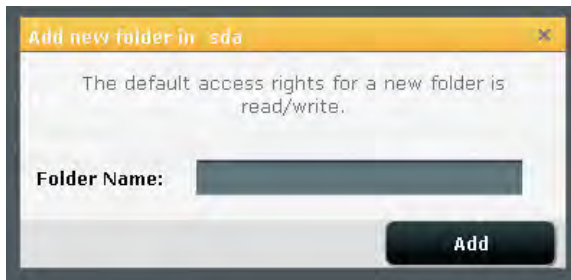 Add new folder in  sda
The default access rights for a new folder is
read/write.
Folder Name:
Add